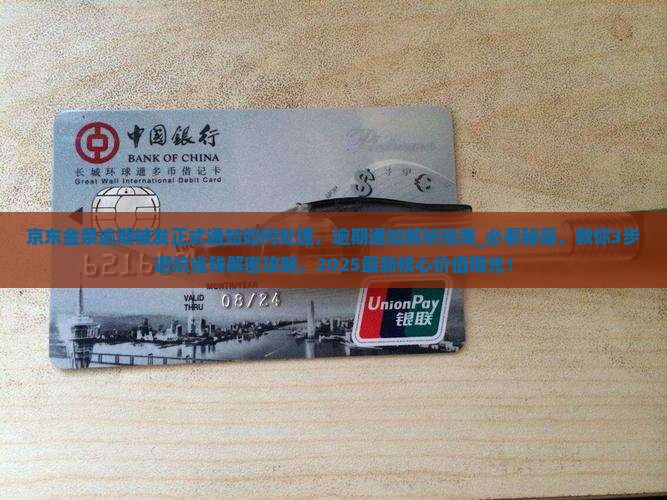 中国银行
BANK OF CHINA
长城环球通多币借记卡
Great Wall International Debit Card
Platinum
京东金条逾期被发正式通知如何处理，逾期通知解析指南_必看秘籍，教你3步
避坑省钱解密攻略，2025最新核心价值曝光！
6216
MONTH/YEAR
VALID
THRU
08/24
UnionPay
银联